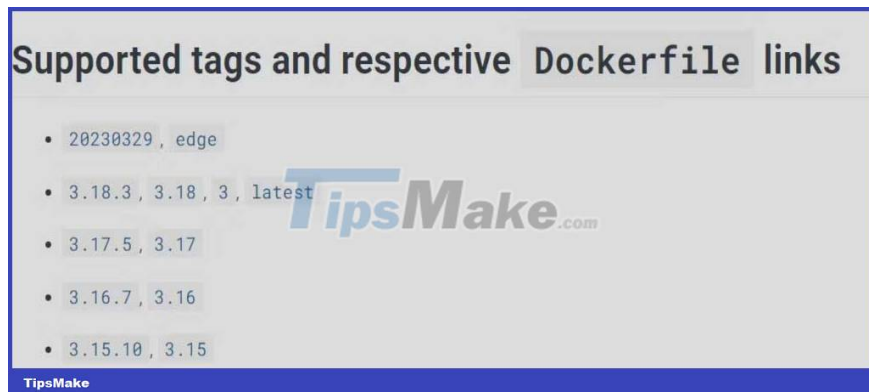 Supported tags and respective Dockerfile links
20230329, edge
3.18.3, 3.18, 3, latest
TipsMake.com
3.17.5, 3.17
3.16.7, 3.16
3.15.10, 3.15
TipsMake